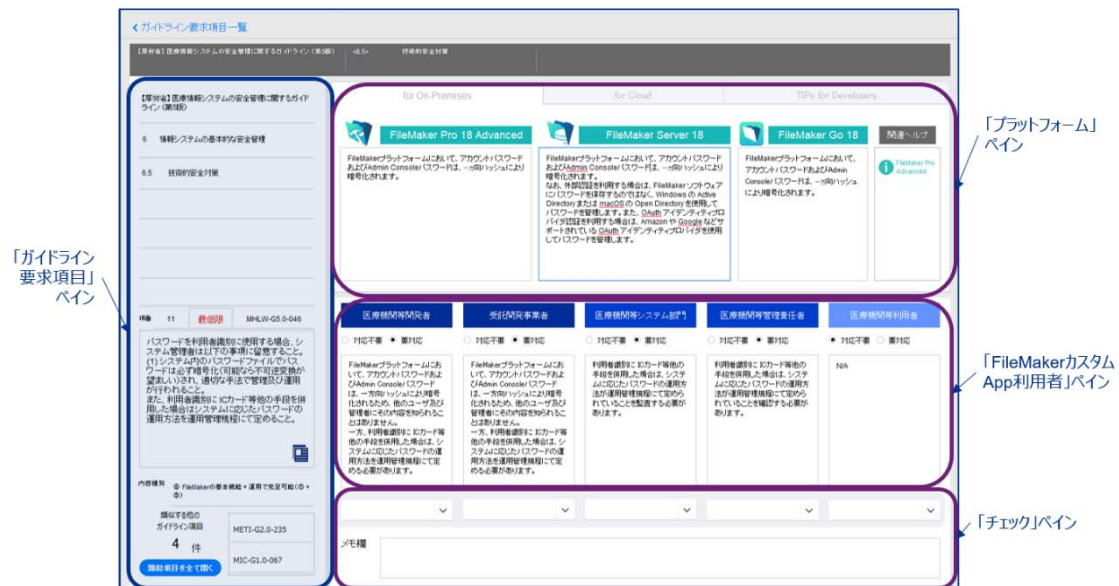 ガイドライン要求項目一覧
【厚労省】医療情報システムの安全管理に関するガイドライン（第5版）
<6.5>
技術的安全対策
【厚労省】医療情報システムの安全管理に関するガイド
ライン（第5版）
6 情報システムの基本的な安全管理
6.5 技術的安全対策
項番 11 最低限 MHLW-G5.0-046
パスワードを利用者識別に使用する場合、シ
ステム管理者は以下の事項に留意すること。
(1)システム内のパスワードファイルでパス
ワードは必ず暗号化(可能なら不可逆変換が
望ましい)され、適切な手法で管理及び運用
が行われること。
また、利用者識別に ICカード等他の手段を併
用した場合はシステムに応じたパスワードの
運用方法を運用管理規程にて定めること。
内容種別 ⑥ FileMakerの基本機能+運用で充足可能(①+
⑤)
類似する他の
ガイドライン項目
4 件
類似項目を全て開く
METI-G2.0-235
MIC-G1.0-067
for On-Premises
for Cloud
TIPs for Developers
FileMaker Pro 18 Advanced
FileMakerプラットフォームにおいて、アカウントパスワード
およびAdmin Consoleパスワードは、一方向ハッシュにより
暗号化されます。
FileMaker Server 18
FileMakerプラットフォームにおいて、アカウントパスワード
およびAdmin Consoleパスワードは、一方向ハッシュにより
暗号化されます。
なお、外部認証を利用する場合は、FileMaker ソフトウェア
にパスワードを保存するのではなく、Windows の Active
Directory または macOS の Open Directory を使用して
パスワードを管理します。また、OAuth アイデンティティプロ
バイダ認証を利用する場合は、Amazon や Google などサ
ポートされている OAuth アイデンティティプロバイダを使用
してパスワードを管理します。
FileMaker Go 18
FileMakerプラットフォームにおいて、
アカウントパスワードおよびAdmin
Consoleパスワードは、一方向ハッシュ
により暗号化されます。
関連ヘルプ
FileMaker Pro
Advanced
医療機関等開発者
対応不要 要対応
FileMakerプラットフォームにお
いて、アカウントパスワードおよ
びAdmin Consoleパスワード
は、一方向ハッシュにより暗号
化されるため、他のユーザ及び
管理者にその内容を知られるこ
とはありません。
一方、利用者識別に ICカード等
他の手段を併用した場合は、シ
ステムに応じたパスワードの運
用方法を運用管理規程にて定
める必要があります。
受託開発事業者
対応不要 要対応
FileMakerプラットフォームにお
いて、アカウントパスワードおよ
びAdmin Consoleパスワード
は、一方向ハッシュにより暗号
化されるため、他のユーザ及び
管理者にその内容を知られるこ
とはありません。
一方、利用者識別に ICカード等
他の手段を併用した場合は、シ
ステムに応じたパスワードの運
用方法を運用管理規程にて定
める必要があります。
医療機関等システム部門
対応不要 要対応
利用者識別に ICカード等他の
手段を併用した場合は、システ
ムに応じたパスワードの運用方
法が運用管理規程にて定めら
れていることを監査する必要が
あります。
医療機関等管理責任者
対応不要 要対応
利用者識別に ICカード等他の
手段を併用した場合は、システ
ムに応じたパスワードの運用方
法が運用管理規程にて定めら
れていることを確認する必要が
あります。
医療機関等利用者
対応不要 要対応
N/A
メモ欄
「ガイドライン
要求項目」
ペイン
「プラットフォーム」
ペイン
「FileMakerカスタム
App利用者」ペイン
「チェック」ペイン